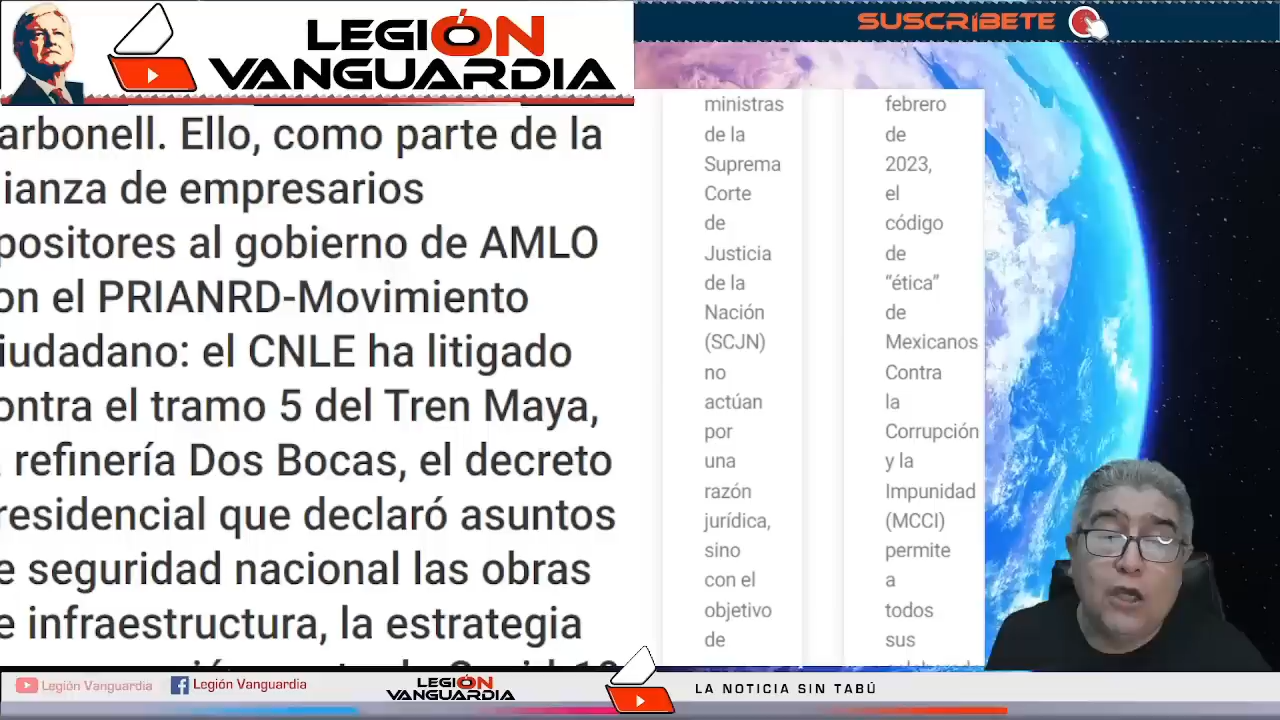 LEGIÓN
VANGUARDIA
SUSCRÍBETE
arbonell. Ello, como parte de la
ianza de empresarios
positores al gobierno de AMLO
on el PRIANRD-Movimiento
iudadano: el CNLE ha litigado
ontra el tramo 5 del Tren Maya,
refinería Dos Bocas, el decreto
residencial que declaró asuntos
e seguridad nacional las obras
e infraestructura, la estrategia
ministras
de la
Suprema
Corte
de
Justicia
de la
Nación
(SCJN)
no
actúan
por
una
razón
jurídica,
sino
con el
objetivo
de
febrero
de
2023,
el
código
de
“ética”
de
Mexicanos
Contra
la
Corrupción
y la
Impunidad
(MCCI)
permite
a
todos
sus
Legión Vanguardia
Legión Vanguardia
LEGIÓN
VANGUARDIA
LA NOTICIA SIN TABÚ